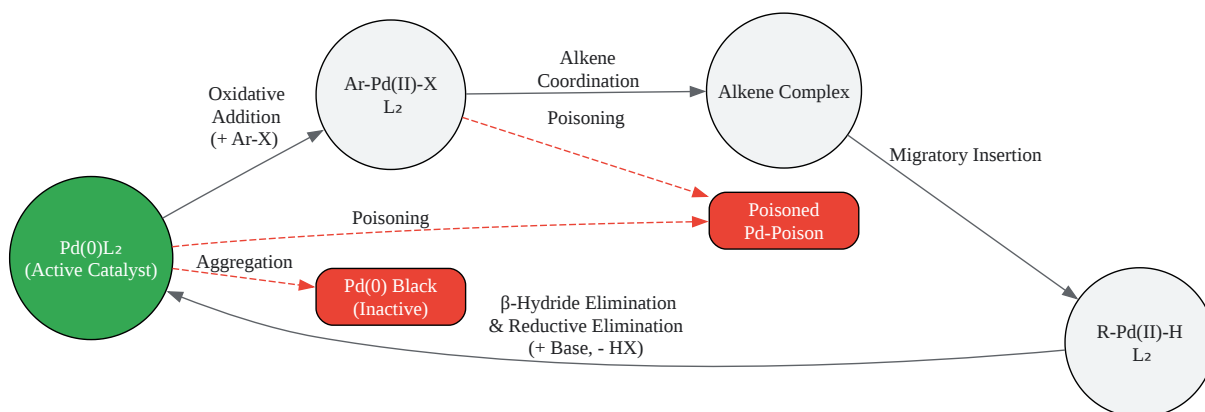 Ar-Pd(II)-X
L₂
Alkene
Coordination
Alkene Complex
Oxidative
Addition
(+ Ar-X)
Poisoning
Migratory Insertion
Poisoning
Poisoned
Pd-Poison
Pd(0)L₂
(Active Catalyst)
Aggregation
Pd(0) Black
(Inactive)
β-Hydride Elimination
& Reductive Elimination
(+ Base, - HX)
R-Pd(II)-H
L₂